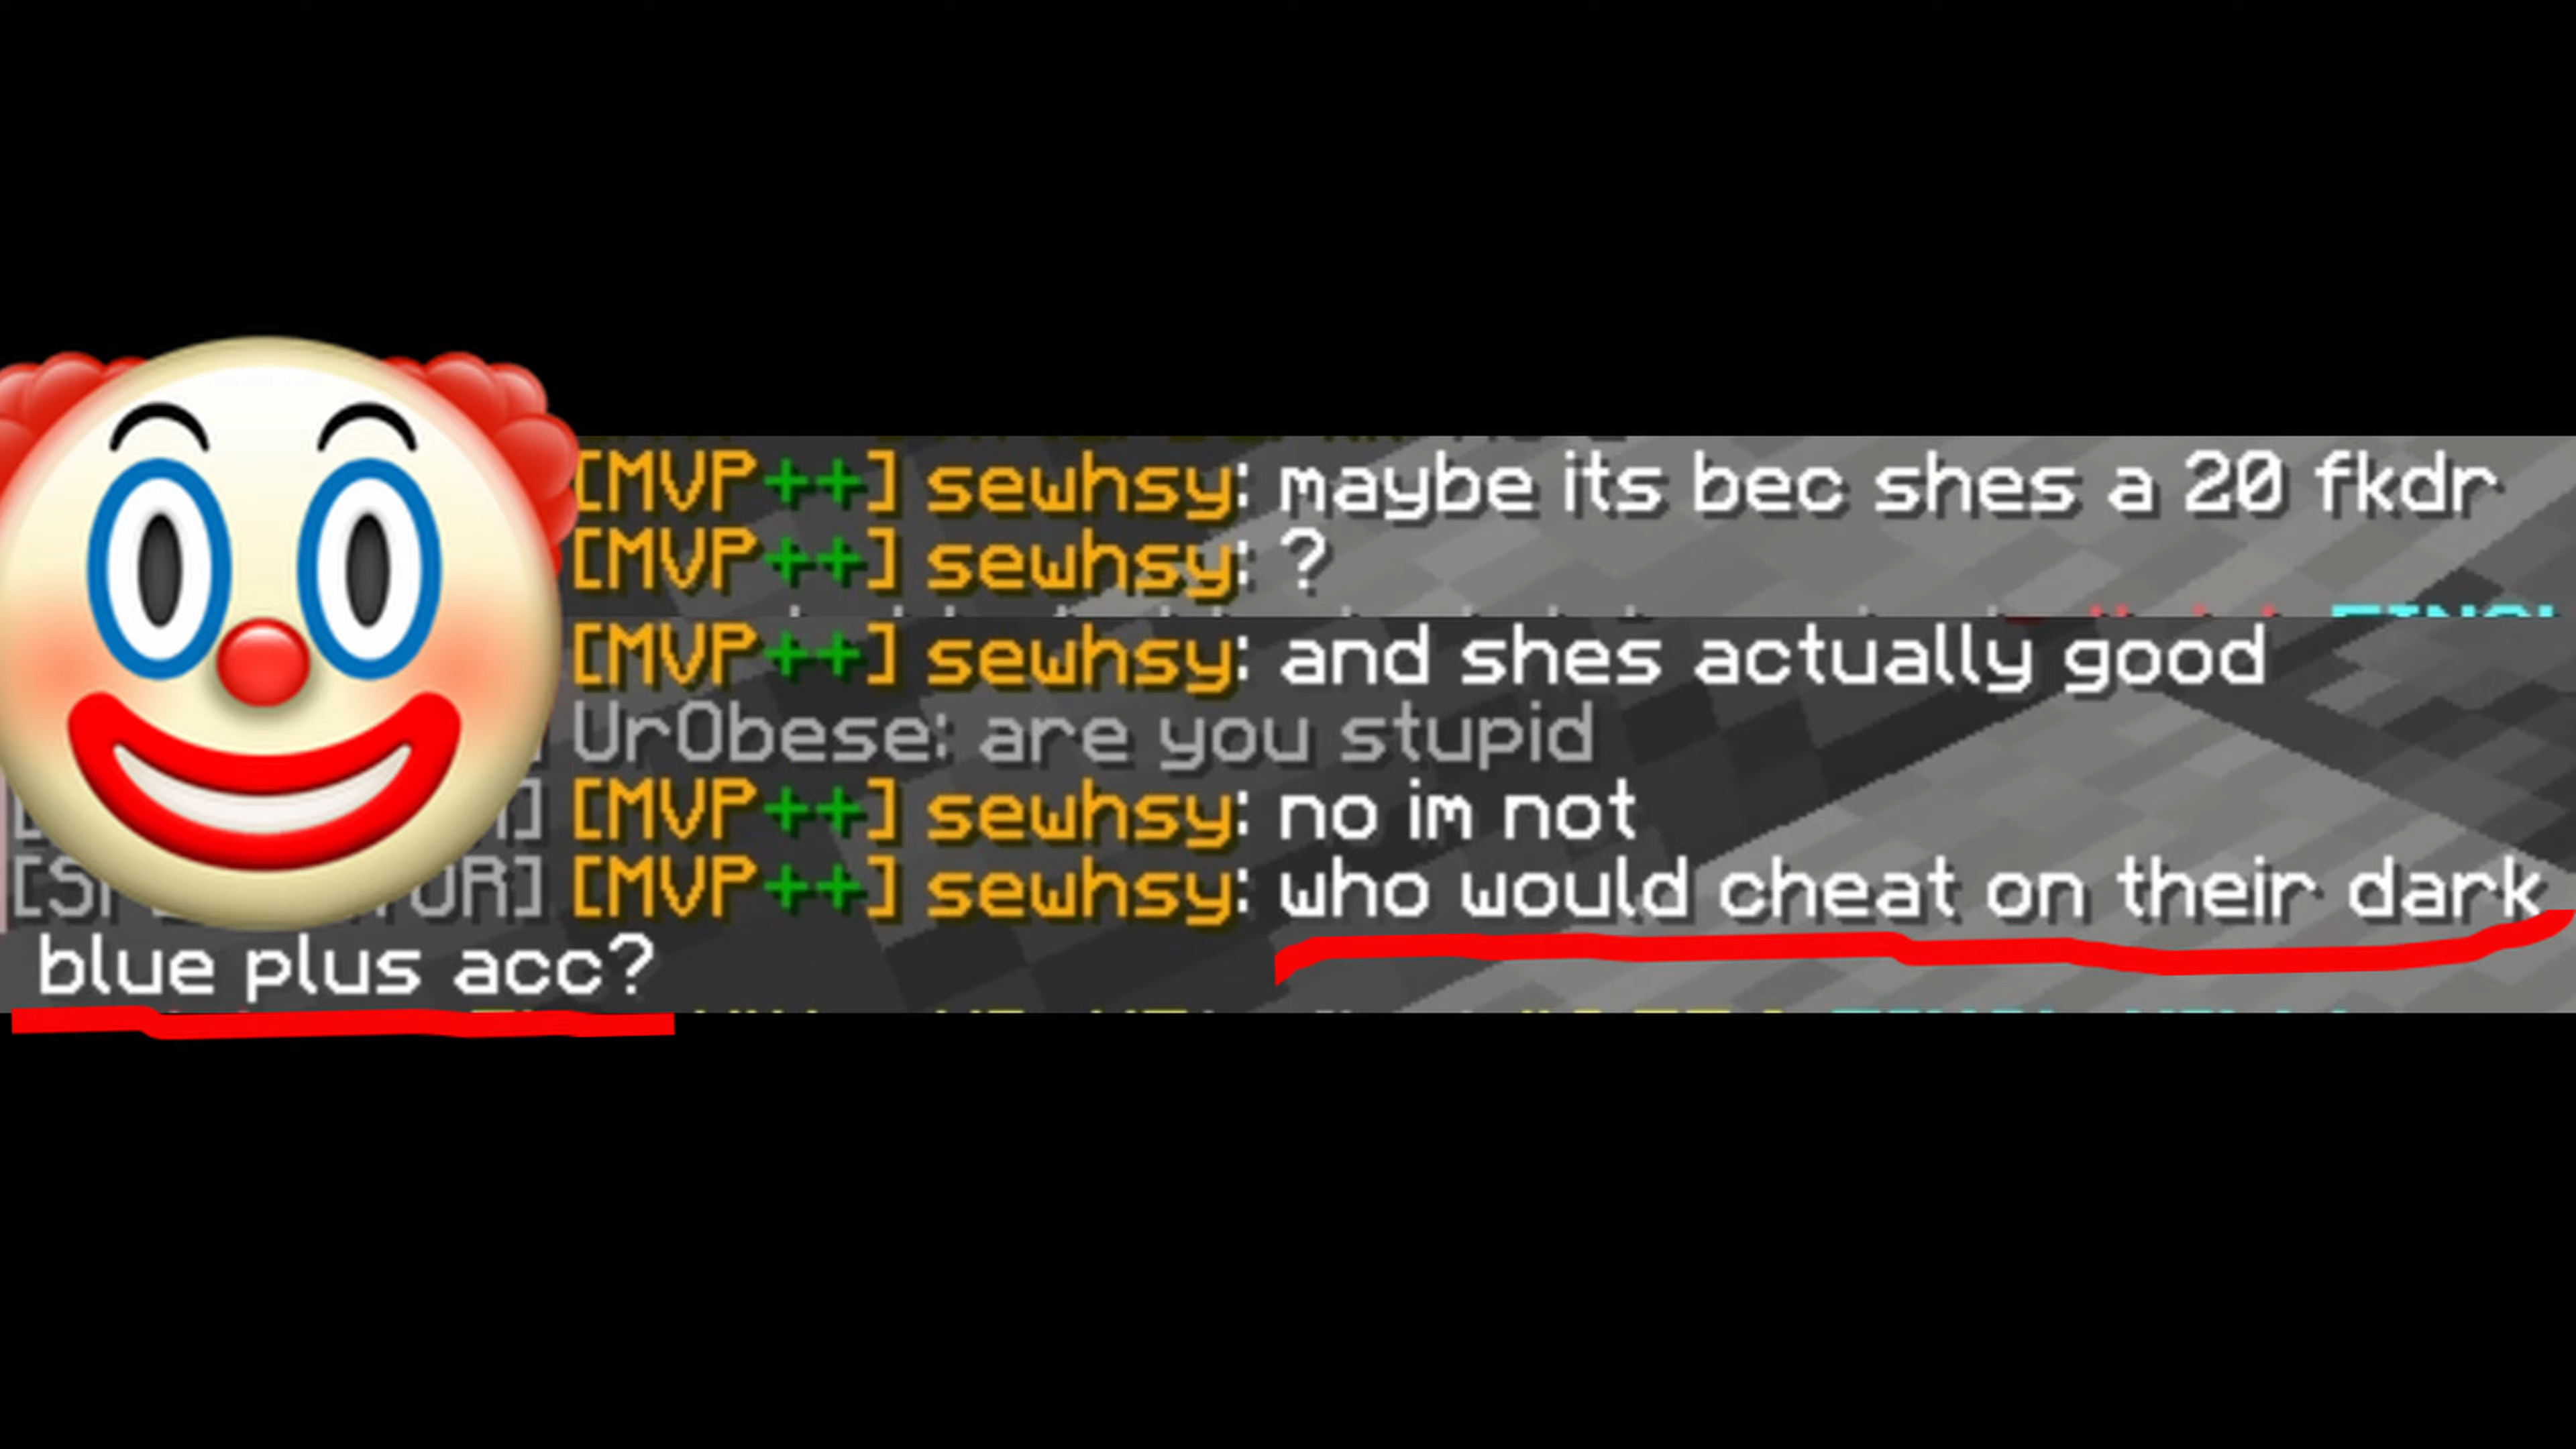 [MVP++] sewhsy: maybe its bec shes a 20 fkdr
[MVP++] sewhsy: ?
[MVP++] sewhsy: and shes actually good
UrObese: are you stupid
[MVP++] sewhsy: no im not
[MVP++] sewhsy: who would cheat on their dark
blue plus acc?